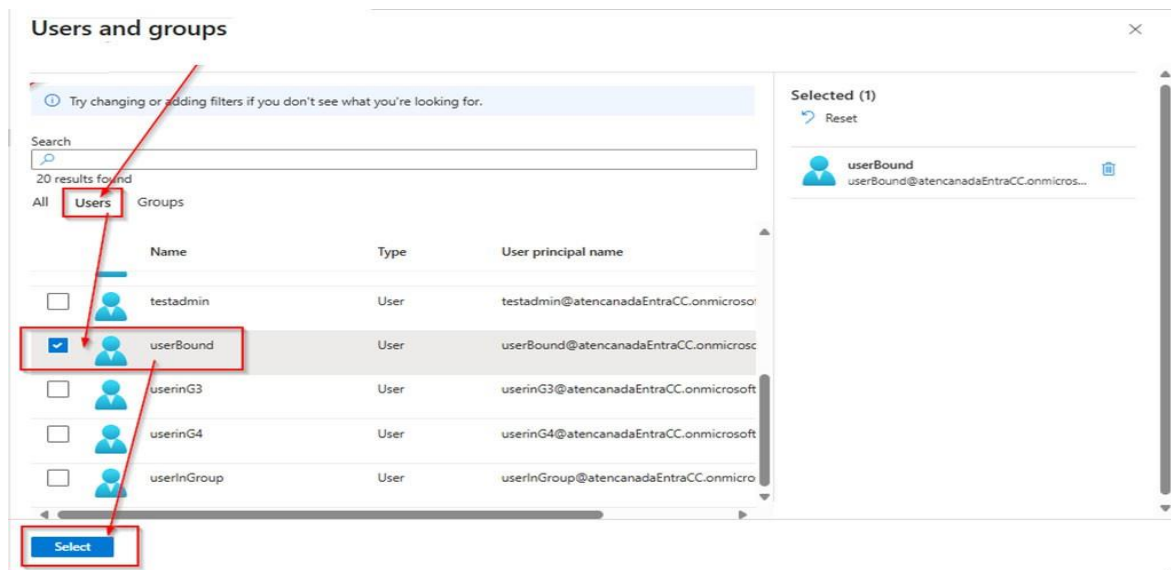 Users and groups
Try changing or adding filters if you don't see what you're looking for.
Search
20 results found
All Users Groups
Name Type User principal name
testadmin User testadmin@atencanadaEntraCC.onmicrosof
userBound User userBound@atencanadaEntraCC.onmicrosc
userinG3 User userinG3@atencanadaEntraCC.onmicrosoft
userinG4 User userinG4@atencanadaEntraCC.onmicrosoft
userInGroup User userInGroup@atencanadaEntraCC.onmicro
Select
Selected (1)
Reset
userBound
userBound@atencanadaEntraCC.onmicros...